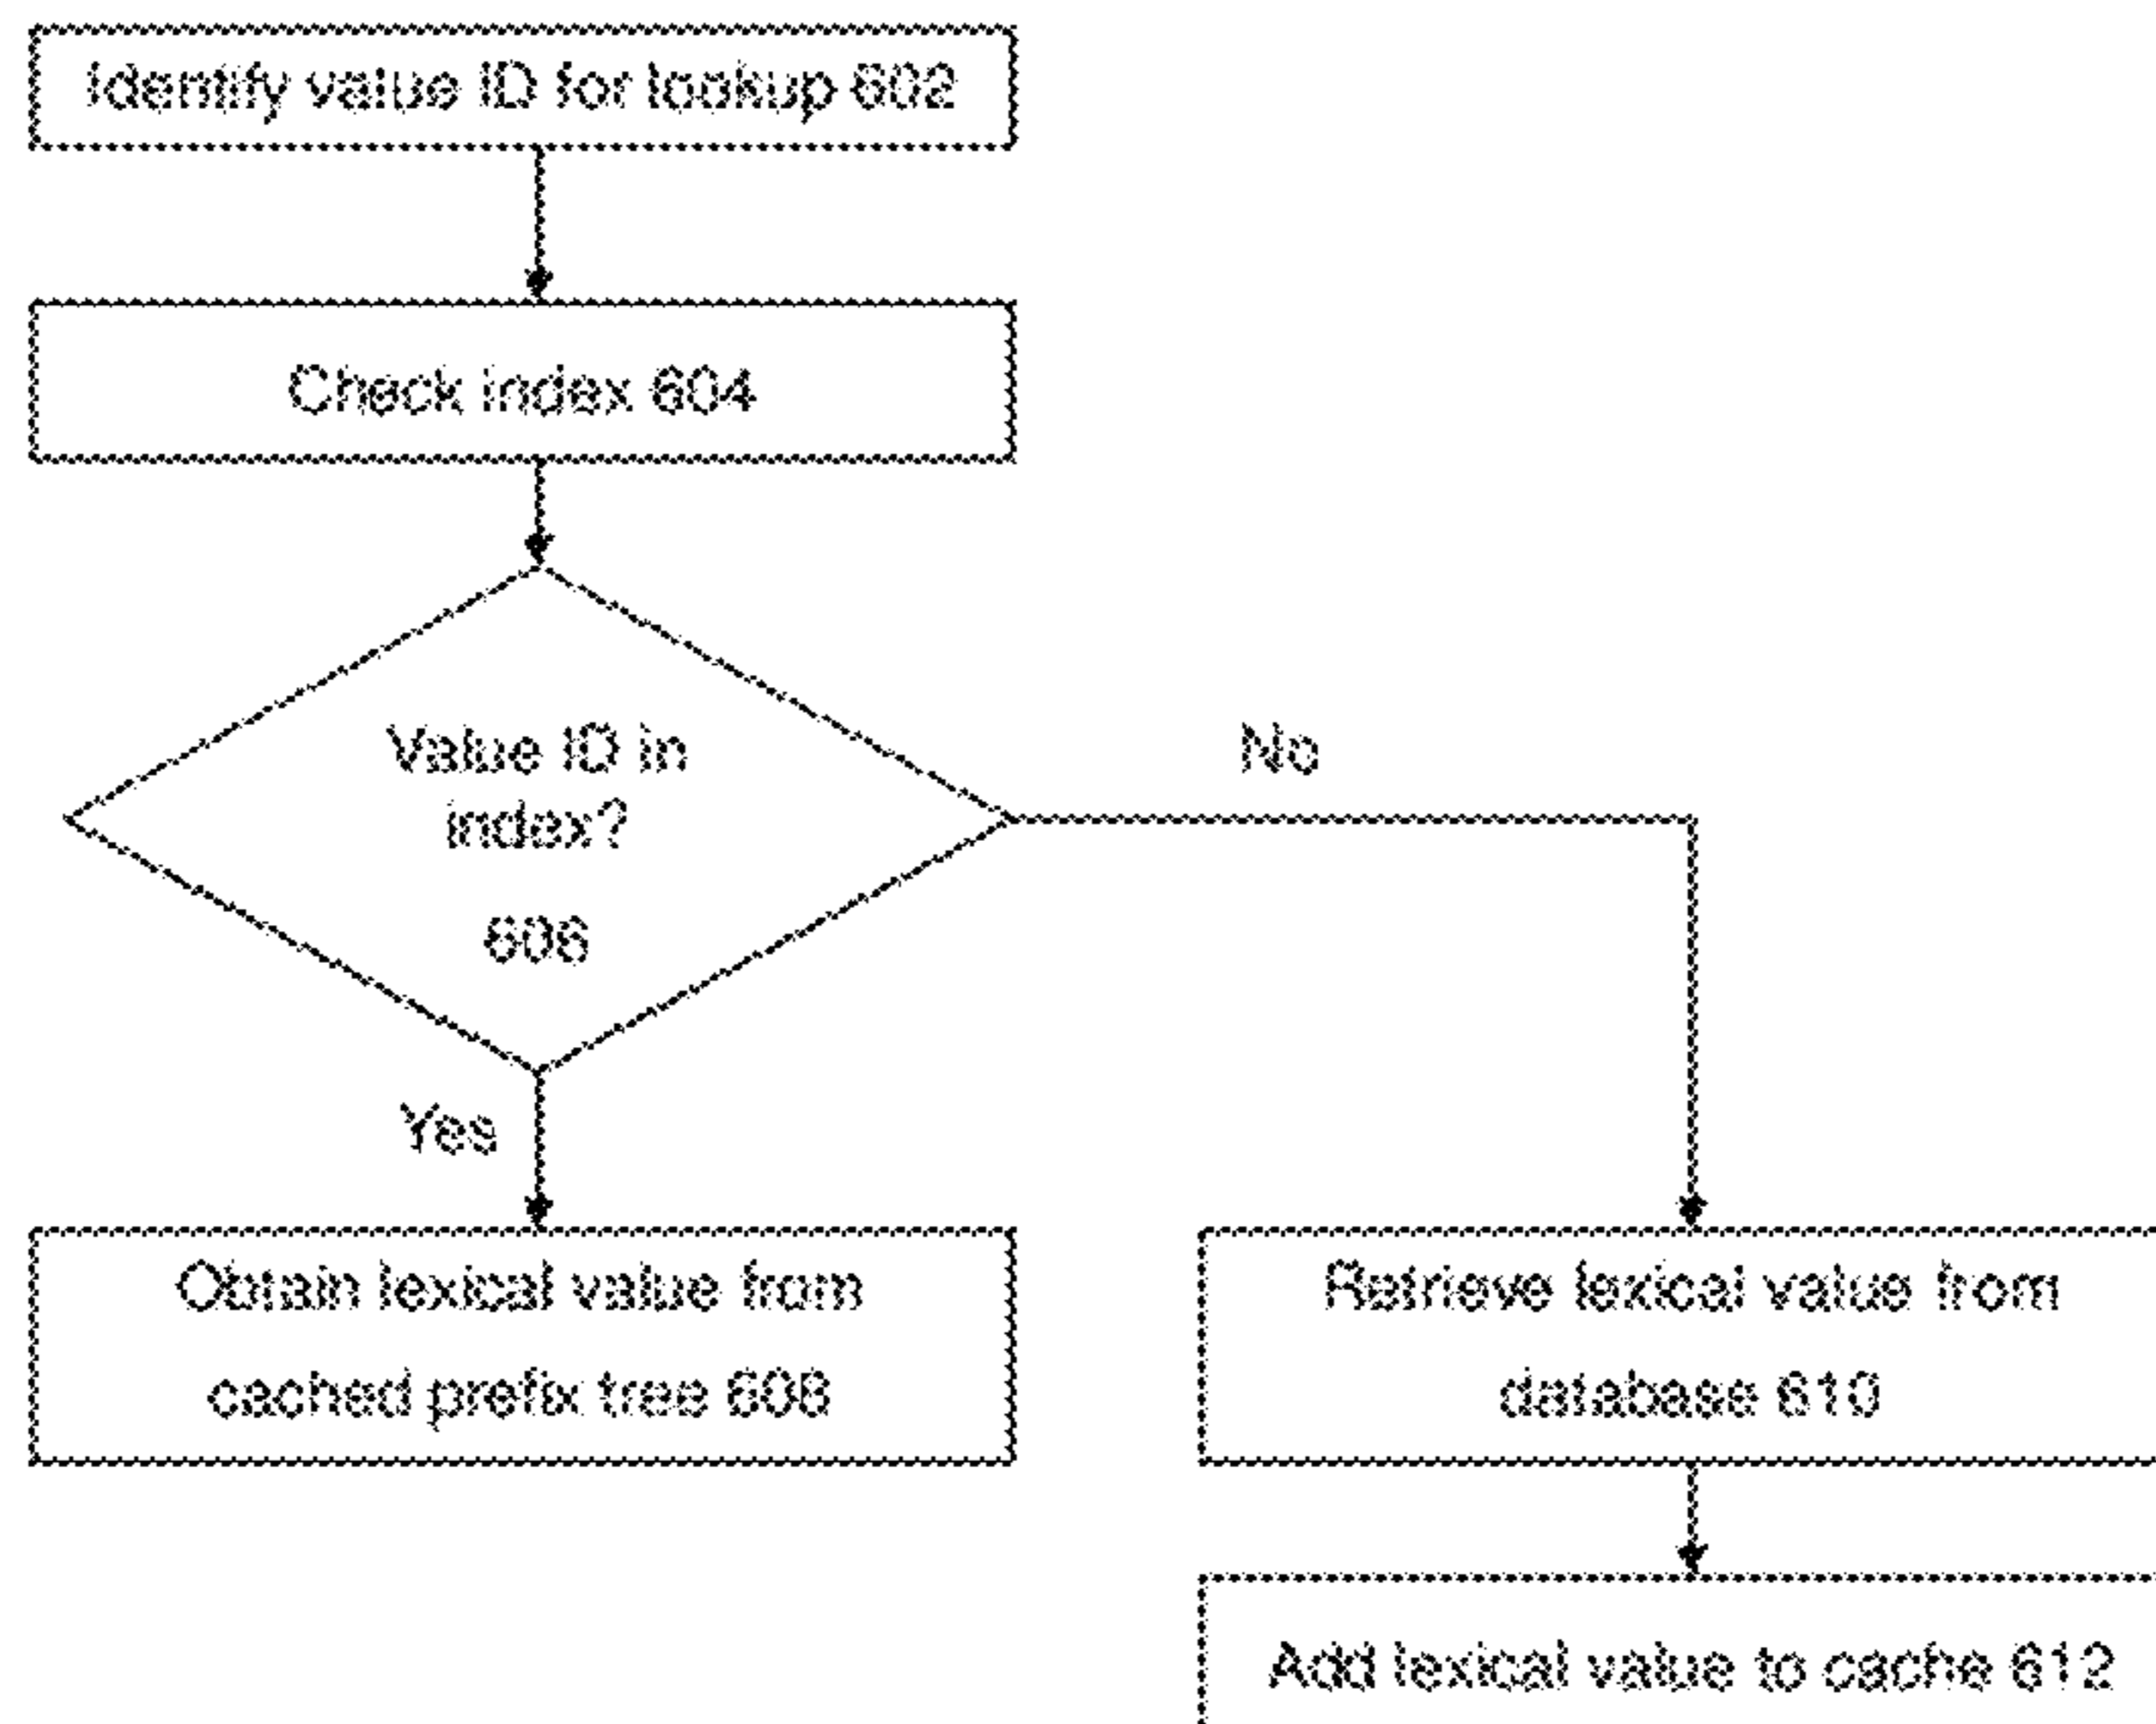 Identify value ID for lookup 602
Check index 604
Value ID in
index?
606
No
Yes
Obtain lexical value from
cached prefix tree 608
Retrieve lexical value from
database 610
Add lexical value to cache 612